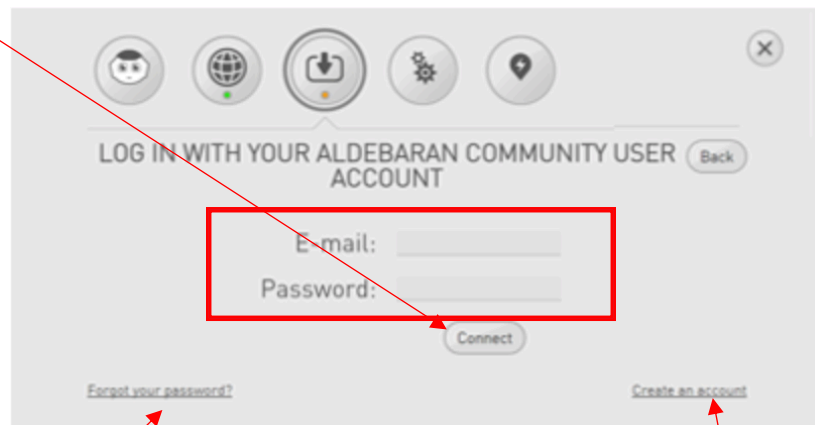 LOG IN WITH YOUR ALDEBARAN COMMUNITY USER
ACCOUNT
Back
E-mail:
Password:
Connect
Forgot your password?
Create an account